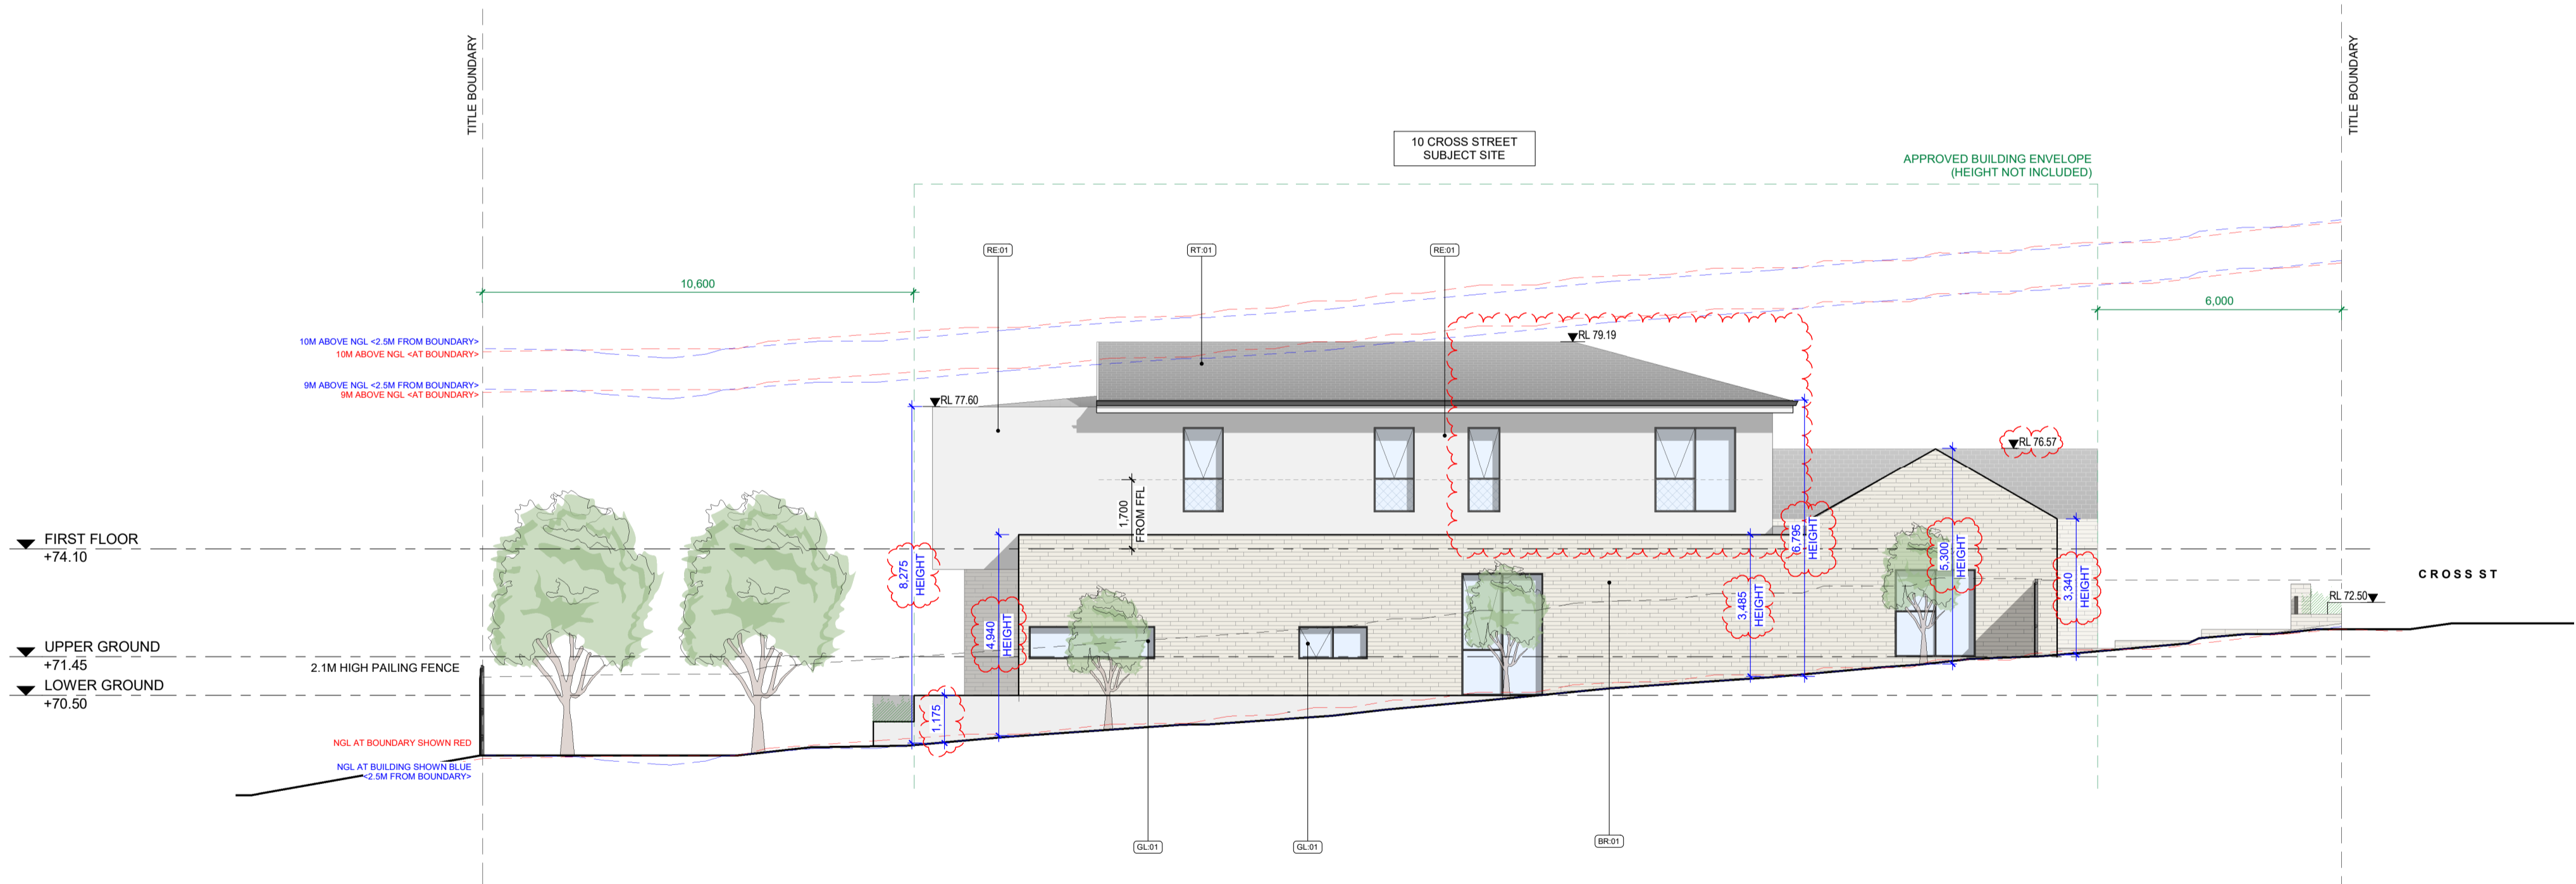 TITLE BOUNDARY
TITLE BOUNDARY
10 CROSS STREET
SUBJECT SITE
APPROVED BUILDING ENVELOPE
(HEIGHT NOT INCLUDED)
RE:01
RT:01
RE:01
10,600
6,000
10M ABOVE NGL <2.5M FROM BOUNDARY>
10M ABOVE NGL <AT BOUNDARY>
RL 79.19
9M ABOVE NGL <2.5M FROM BOUNDARY>
9M ABOVE NGL <AT BOUNDARY>
RL 77.60
RL 76.57
1,700
FROM FFL
FIRST FLOOR
+74.10
8,275
HEIGHT
6,795
HEIGHT
5,300
HEIGHT
3,340
HEIGHT
CROSS ST
RL 72.50
4,940
HEIGHT
3,485
HEIGHT
UPPER GROUND
+71.45
2.1M HIGH PAILING FENCE
LOWER GROUND
+70.50
1,175
NGL AT BOUNDARY SHOWN RED
NGL AT BUILDING SHOWN BLUE
<2.5M FROM BOUNDARY>
GL:01
GL:01
BR:01